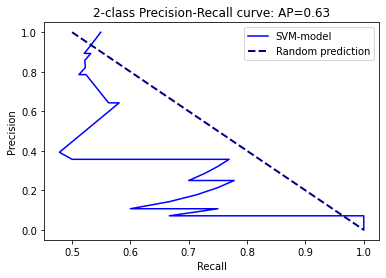 2-class Precision-Recall curve: AP=0.63
SVM-model
Random prediction
Precision
1.0
0.8
0.6
0.4
0.2
0.0
0.5 0.6 0.7 0.8 0.9 1.0
Recall